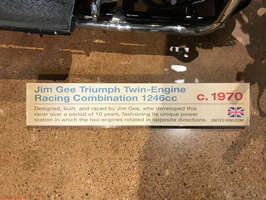 Jim Gee Triumph Twin-Engine
Racing Combination 1246cc
c.1970
Designed, built, and raced by Jim Gee, who developed this
racer over a period of 10 years, fashioning its unique power
station in which the two engines rotated in opposite directions
UNITED KINGDOM